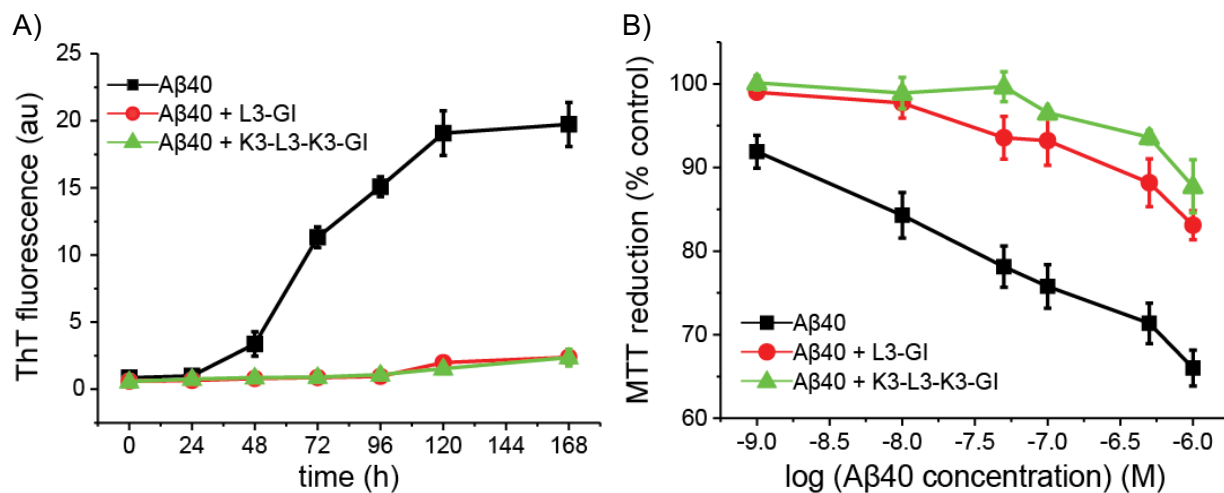 A)
ThT fluorescence (au)
25
20
15
10
5
0
Aβ40
Aβ40 + L3-GI
Aβ40 + K3-L3-K3-GI
0 24 48 72 96 120 144 168
time (h)
B)
MTT reduction (% control)
100
90
80
70
60
Aβ40
Aβ40 + L3-GI
Aβ40 + K3-L3-K3-GI
-9.0 -8.5 -8.0 -7.5 -7.0 -6.5 -6.0
log (Aβ40 concentration) (M)